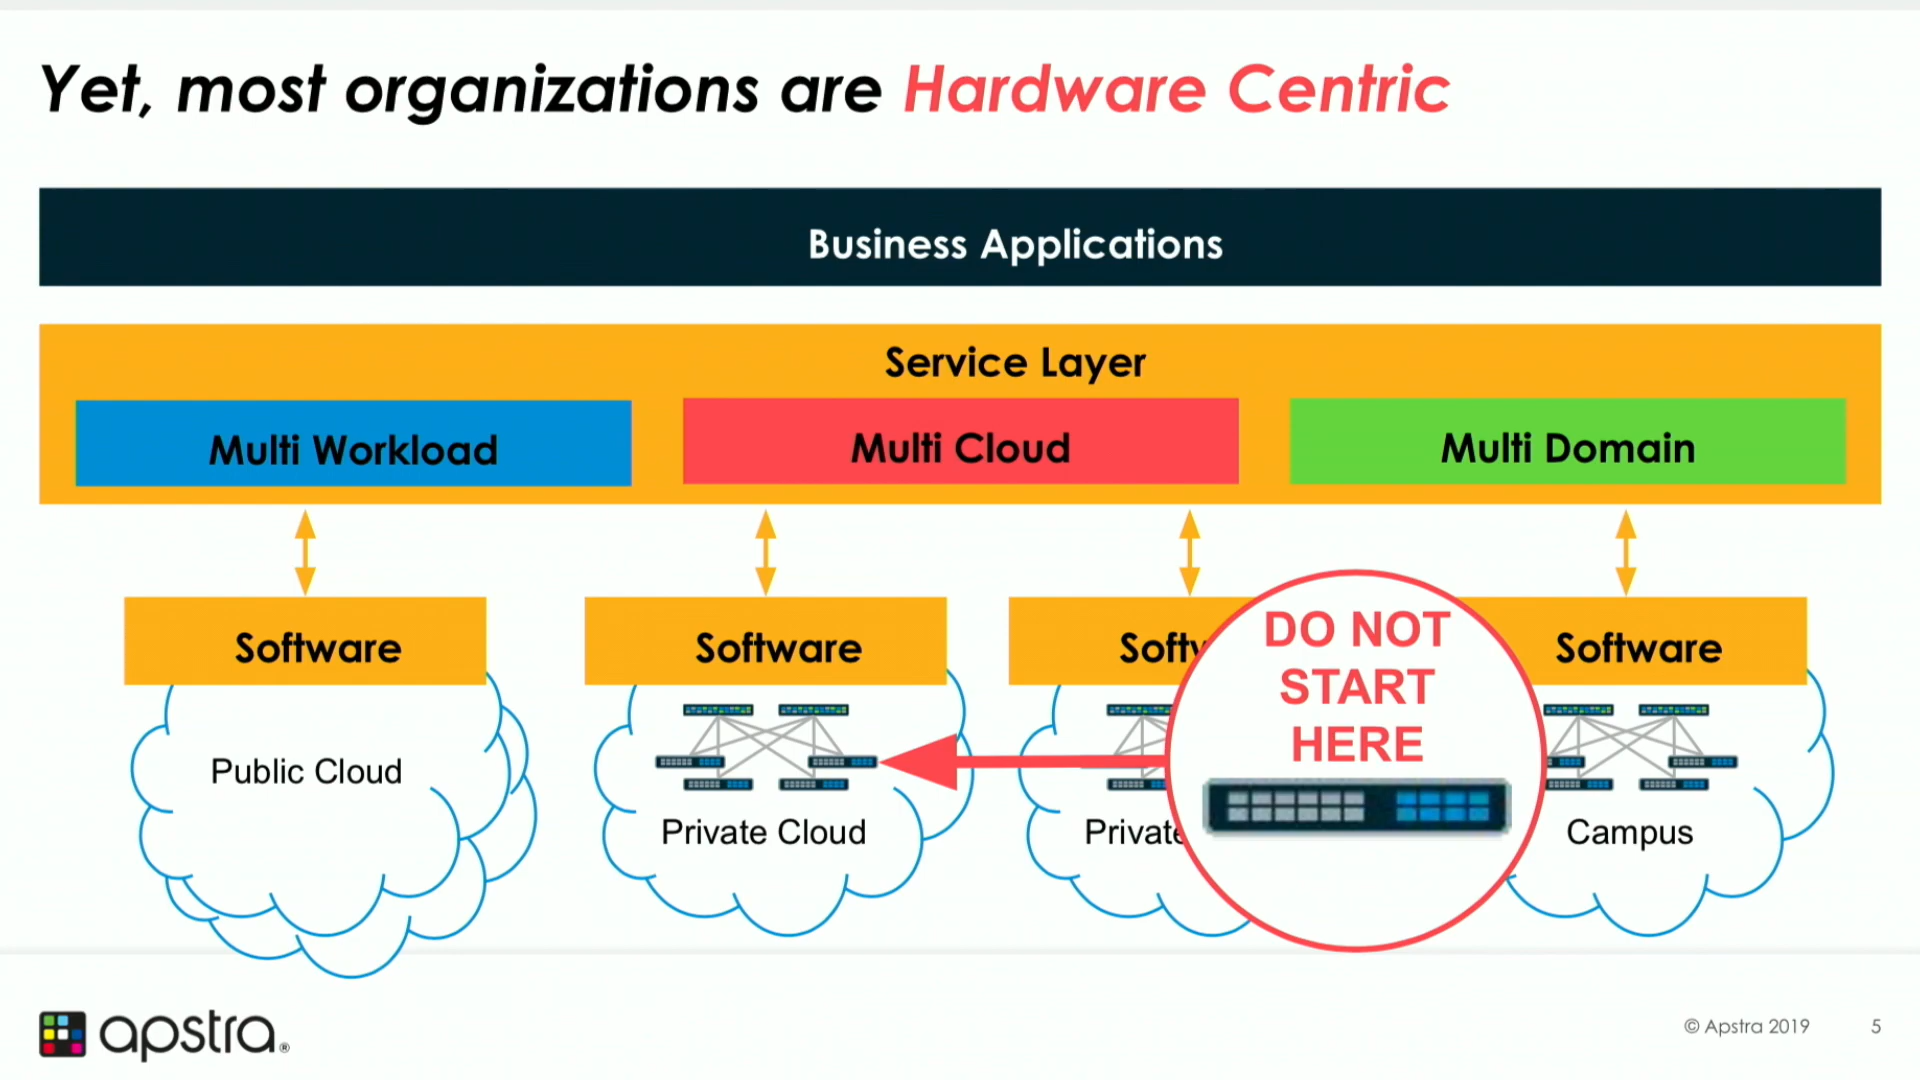 Yet, most organizations are Hardware Centric
Business Applications
Service Layer
Multi Workload
Multi Cloud
Multi Domain
Software
Software
Software
DO NOT
START
HERE
Public Cloud
Private Cloud
Campus
apstra®
© Apstra 2019
5